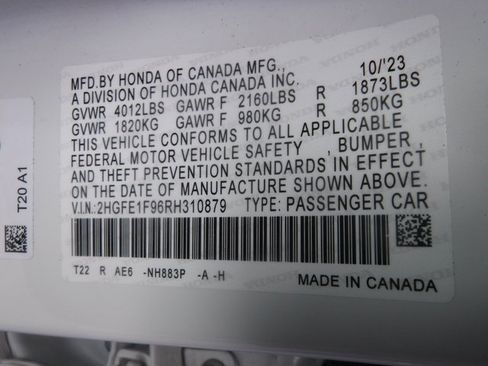 MFD.BY HONDA OF CANADA MFG., 10/'23
A DIVISION OF HONDA CANADA INC.
GVWR 4012LBS GAWR F 2160LBS R 1873LBS
GVWR 1820KG GAWR F 980KG R 850KG
THIS VEHICLE CONFORMS TO ALL APPLICABLE
FEDERAL MOTOR VEHICLE SAFETY , BUMPER ,
AND THEFT PREVENTION STANDARDS IN EFFECT
ON THE DATE OF MANUFACTURE SHOWN ABOVE.
V.I.N:2HGFE1F96RH310879 TYPE: PASSENGER CAR
T22 R AE6 -NH883P -A -H
MADE IN CANADA
T20 A1